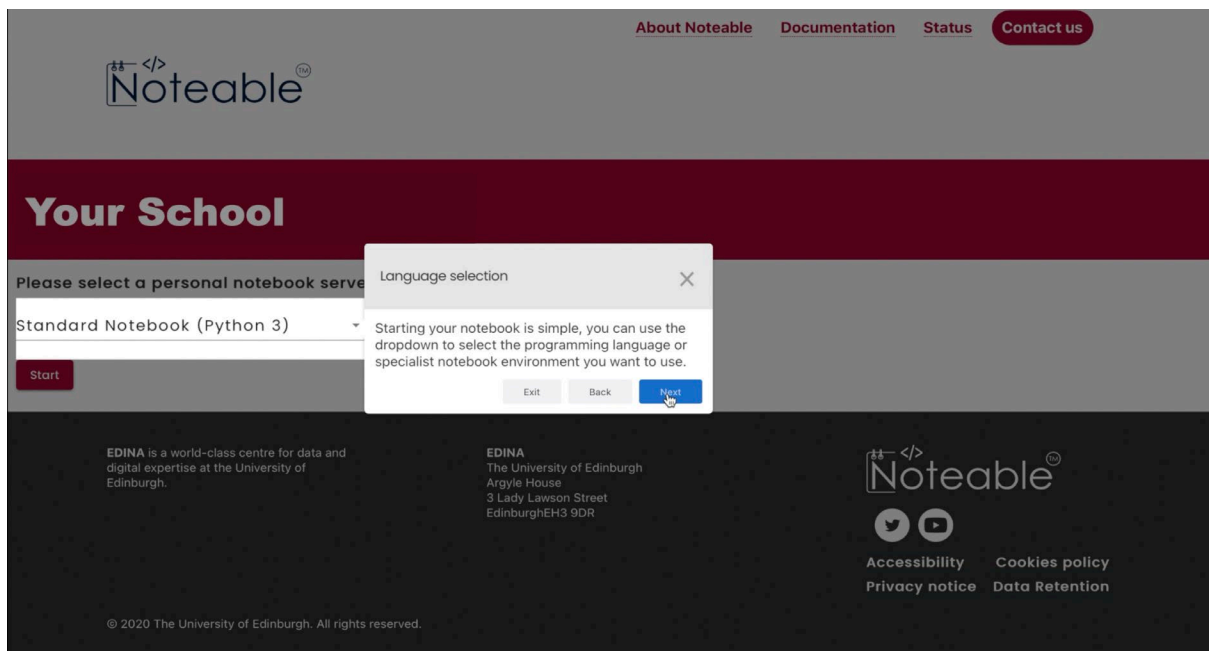 About Noteable Documentation Status Contact us
</>
Noteable TM
Your School
Please select a personal notebook serve
Standard Notebook (Python 3)
Start
Language selection
Starting your notebook is simple, you can use the
dropdown to select the programming language or
specialist notebook environment you want to use.
Exit Back Next
EDINA is a world-class centre for data and
digital expertise at the University of
Edinburgh.
EDINA
The University of Edinburgh
Argyle House
3 Lady Lawson Street
EdinburghEH3 9DR
</>
Noteable TM
Accessibility Cookies policy
Privacy notice Data Retention
© 2020 The University of Edinburgh. All rights reserved.